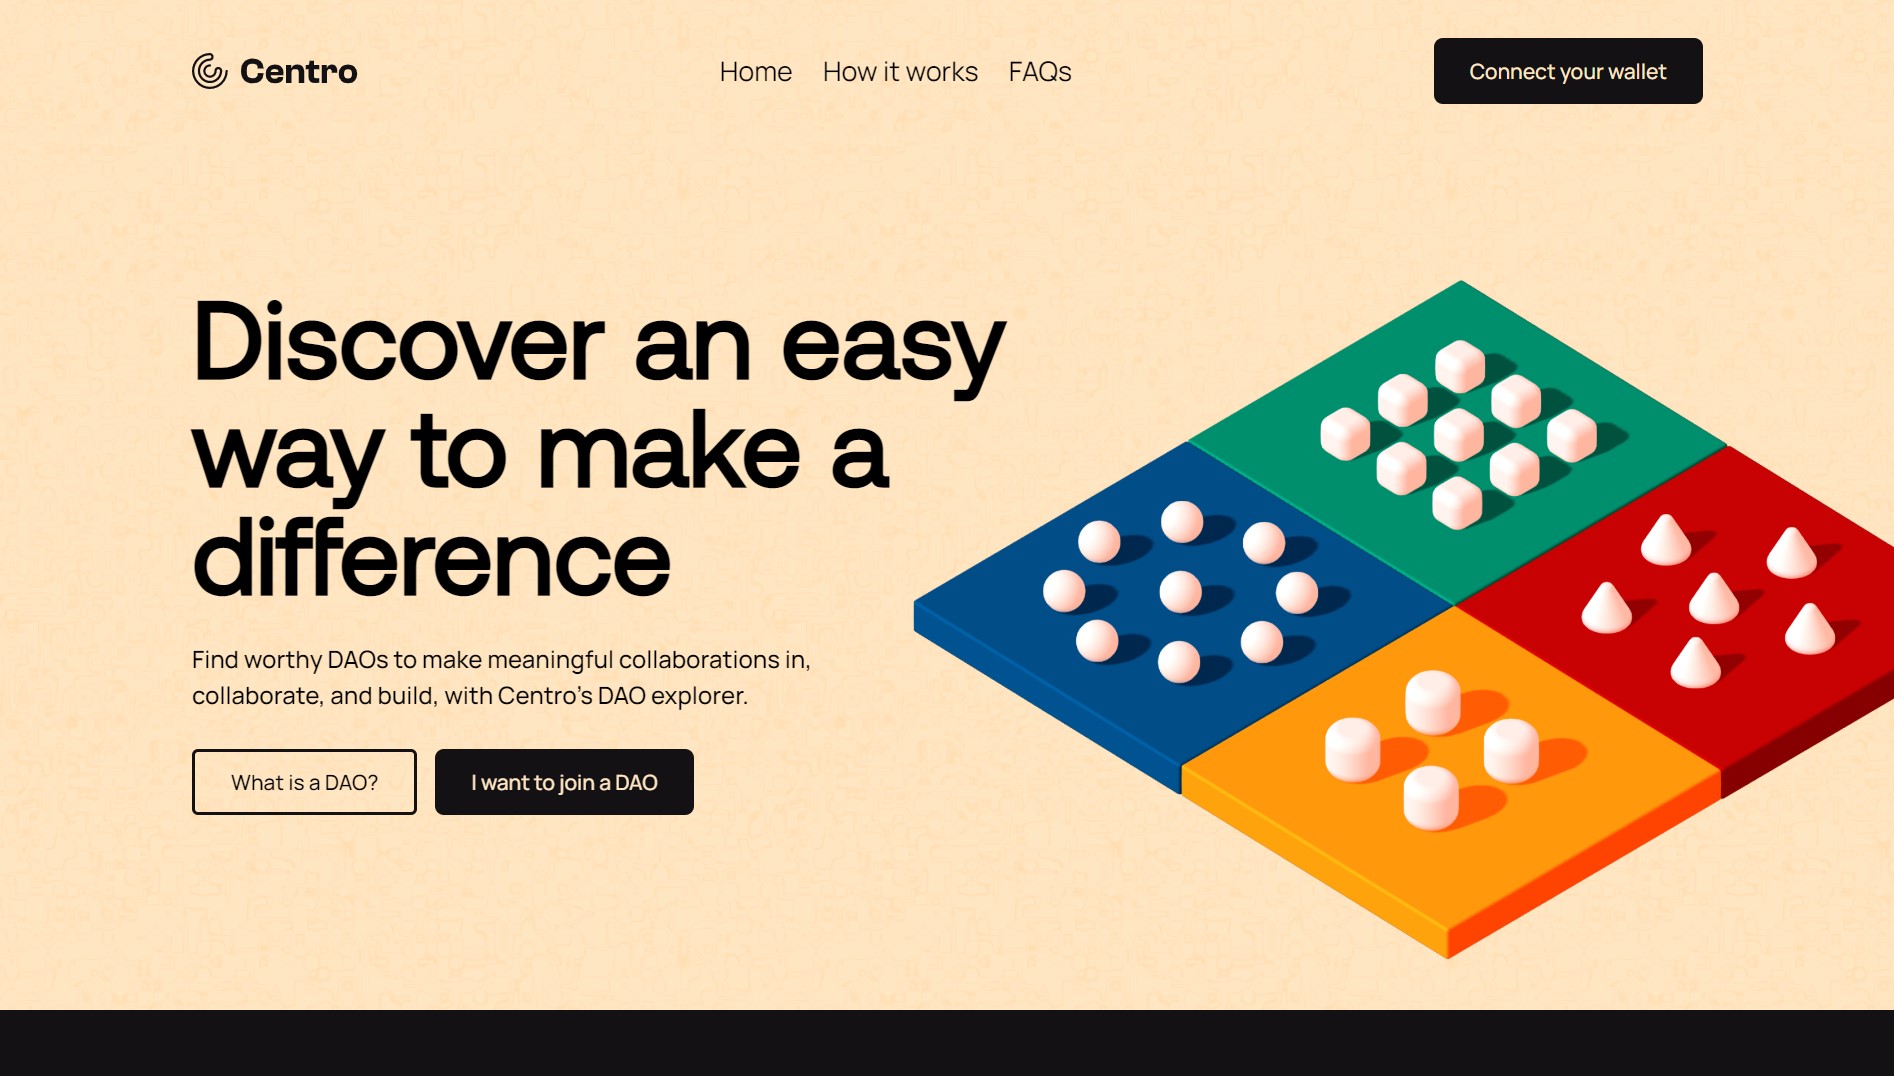 Centro
Home
How it works
FAQs
Connect your wallet
Discover an easy
way to make a
difference
Find worthy DAOs to make meaningful collaborations in,
collaborate, and build, with Centro’s DAO explorer.
What is a DAO?
I want to join a DAO